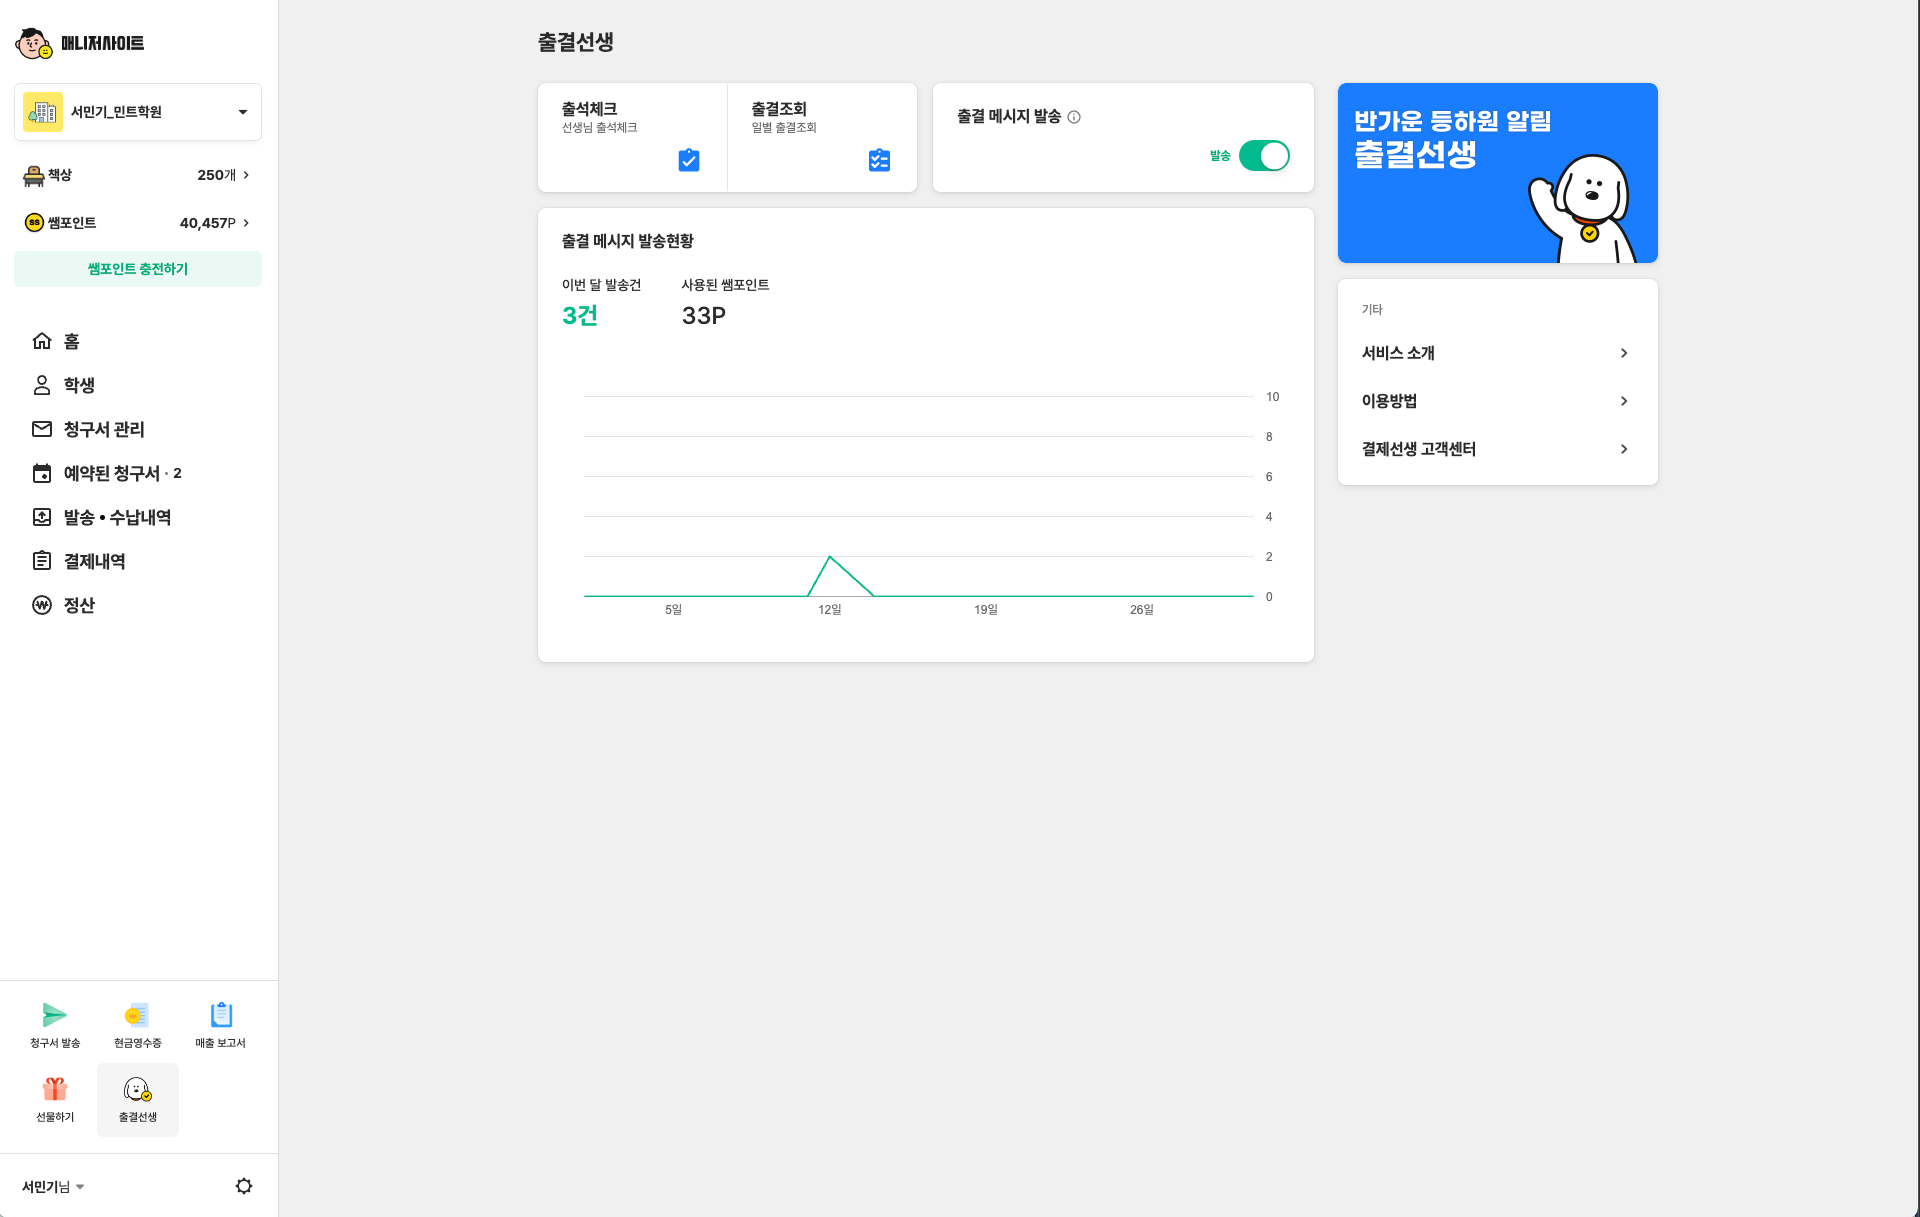 매니저사이트
서민기_민트학원
책상 250개
쌤포인트 40,457P
쌤포인트 충전하기
홈
학생
청구서 관리
예약된 청구서 · 2
발송 • 수납내역
결제내역
정산
청구서 발송 현금영수증 매출 보고서
선물하기 출결선생
서민기님
출결선생
출석체크
선생님 출석체크
출결조회
일별 출결조회
출결 메시지 발송
발송
출결 메시지 발송현황
이번 달 발송건 사용된 쌤포인트
3건 33P
10
8
6
4
2
0
5일 12일 19일 26일
반가운 등하원 알림
출결선생
기타
서비스 소개
이용방법
결제선생 고객센터